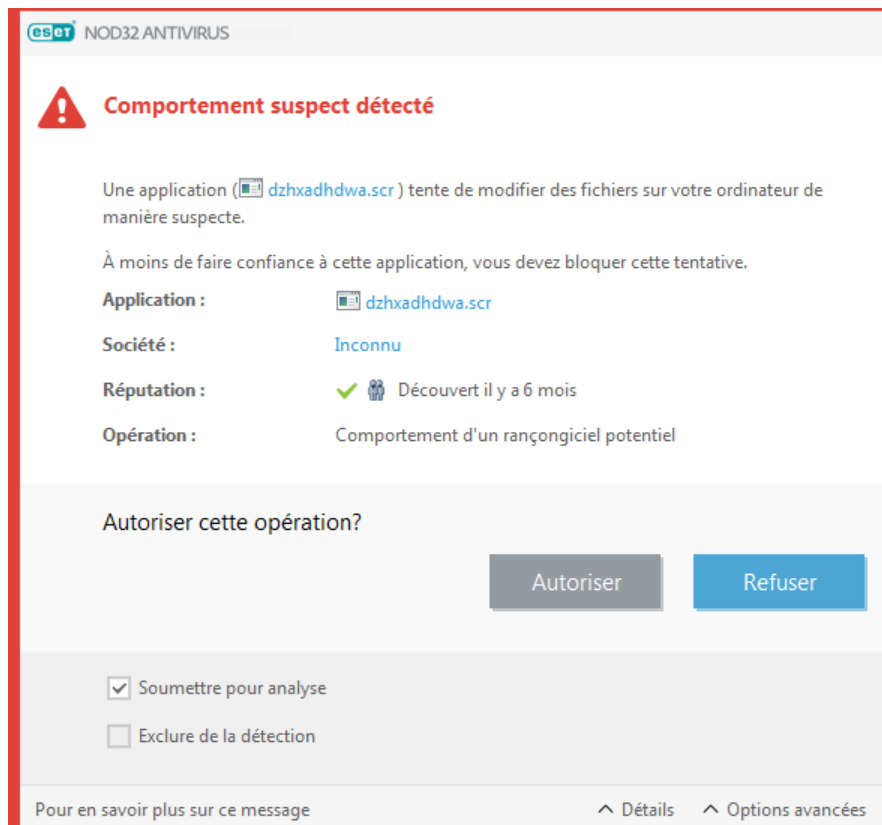 eset NOD32 ANTIVIRUS
Comportement suspect détecté
Une application ( dzhxadhdwa.scr ) tente de modifier des fichiers sur votre ordinateur de
manière suspecte.
À moins de faire confiance à cette application, vous devez bloquer cette tentative.
Application : dzhxadhdwa.scr
Société : Inconnu
Réputation : Découvert il y a 6 mois
Opération : Comportement d'un rançongiciel potentiel
Autoriser cette opération?
Autoriser Refuser
Soumettre pour analyse
Exclure de la détection
Pour en savoir plus sur ce message Détails Options avancées